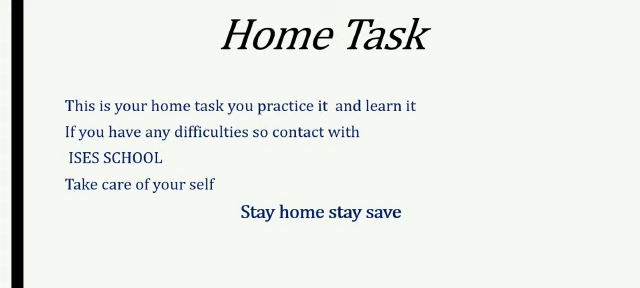 Home Task
This is your home task you practice it and learn it
If you have any difficulties so contact with
ISES SCHOOL
Take care of your self
Stay home stay save